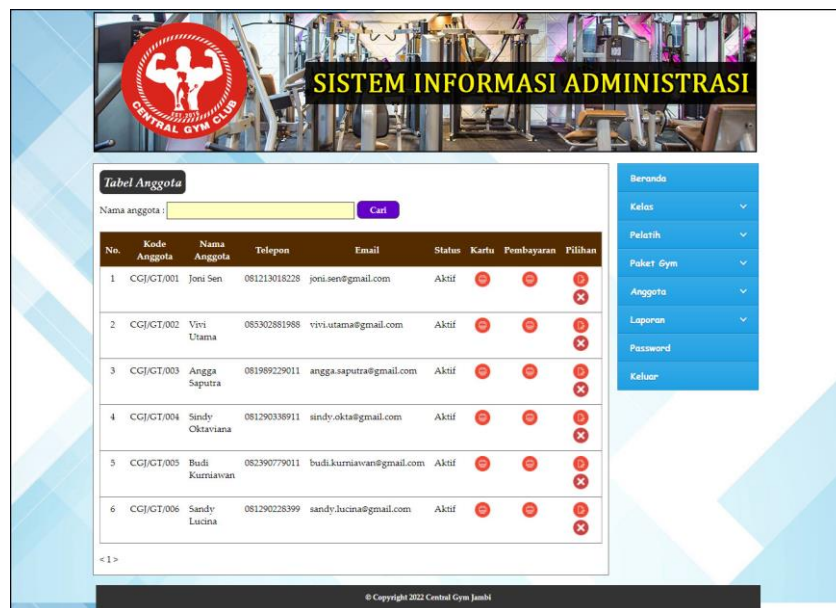 CENTRAL GYM CLUB
EST. 2017
SISTEM INFORMASI ADMINISTRASI
Tabel Anggota
Nama anggota :
Cari
No. Kode Anggota Nama Anggota Telepon Email Status Kartu Pembayaran Pilihan
1 CGJ/GT/001 Joni Sen 081213018228 joni.sen@gmail.com Aktif
2 CGJ/GT/002 Vivi Utama 085302881988 vivi.utama@gmail.com Aktif
3 CGJ/GT/003 Angga Saputra 081989229011 angga.saputra@gmail.com Aktif
4 CGJ/GT/004 Sindy Oktaviana 081290338911 sindy.okta@gmail.com Aktif
5 CGJ/GT/005 Budi Kurniawan 082390779011 budi.kurniawan@gmail.com Aktif
6 CGJ/GT/006 Sandy Lucina 081290228399 sandy.lucina@gmail.com Aktif
< 1 >
Beranda
Kelas
Pelatih
Paket Gym
Anggota
Laporan
Password
Keluar
© Copyright 2022 Central Gym Jambi